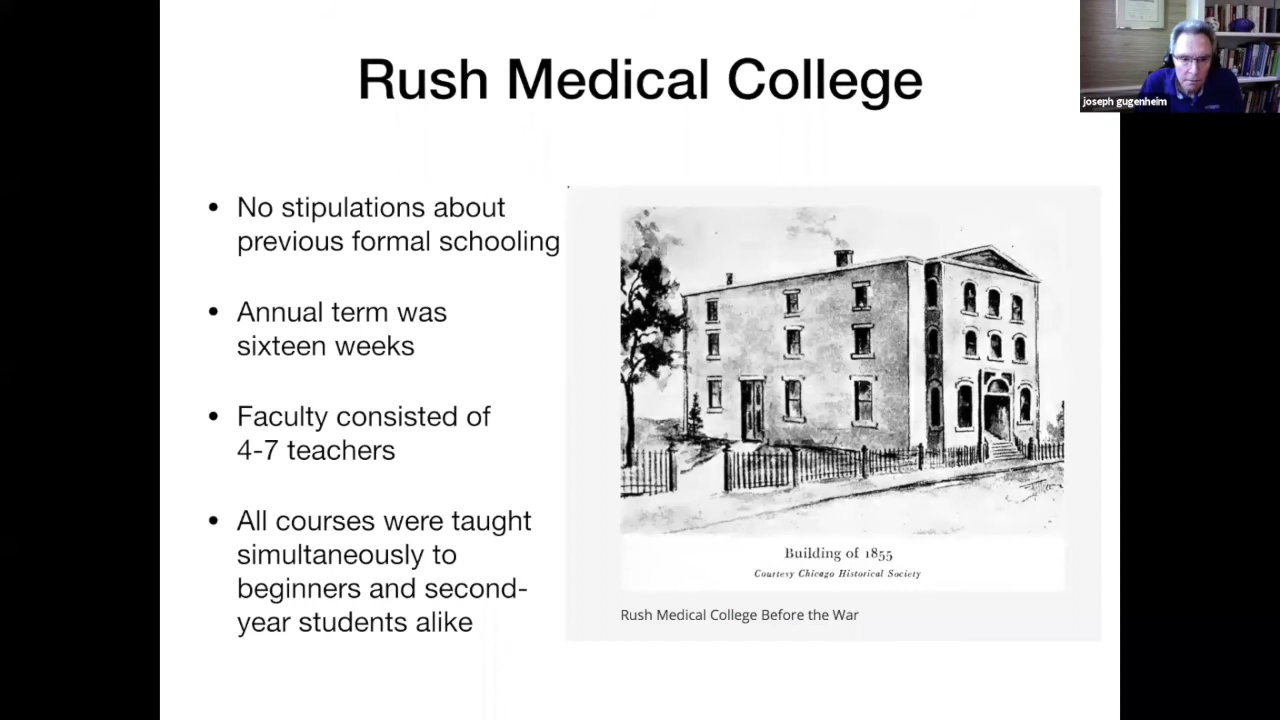 Rush Medical College
joseph gugenheim
• No stipulations about
previous formal schooling
• Annual term was
sixteen weeks
• Faculty consisted of
4-7 teachers
• All courses were taught
simultaneously to
beginners and second-
year students alike
Building of 1855
Courtesy Chicago Historical Society
Rush Medical College Before the War